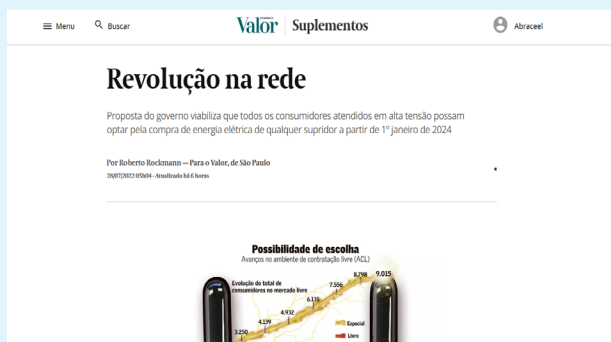 Menu
Buscar
Valor
Suplementos
Abraceel
Revolução na rede
Proposta do governo viabiliza que todos os consumidores atendidos em alta tensão possam
optar pela compra de energia elétrica de qualquer supridor a partir de 1º janeiro de 2024
Por Roberto Rockmann — Para o Valor, de São Paulo
28/07/2022 05h04 · Atualizado há 6 horas
Possibilidade de escolha
Avanços no ambiente de contratação livre (ACL)
Evolução do total de
consumidores no mercado livre
3.250
4.139
4.932
6.135
7.556
8.798
9.015
Especial
Livre